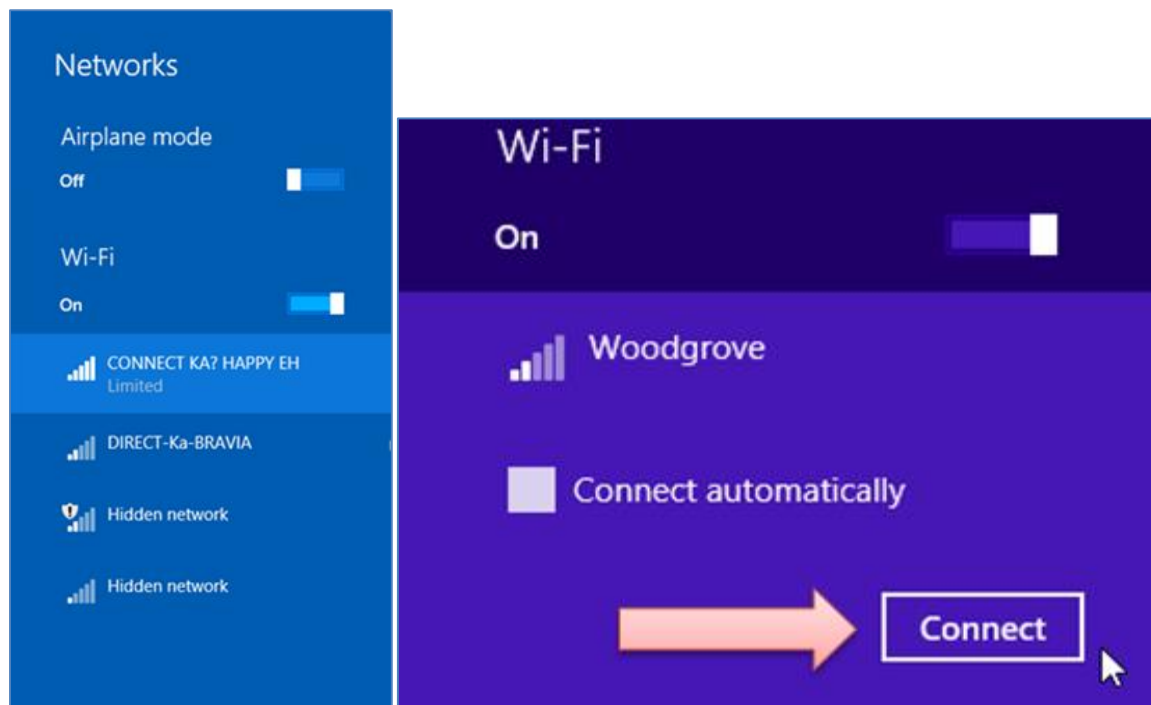 Networks
Airplane mode
Off
Wi-Fi
On
CONNECT KA? HAPPY EH
Limited
DIRECT-Ka-BRAVIA
Hidden network
Hidden network
Wi-Fi
On
Woodgrove
Connect automatically
Connect